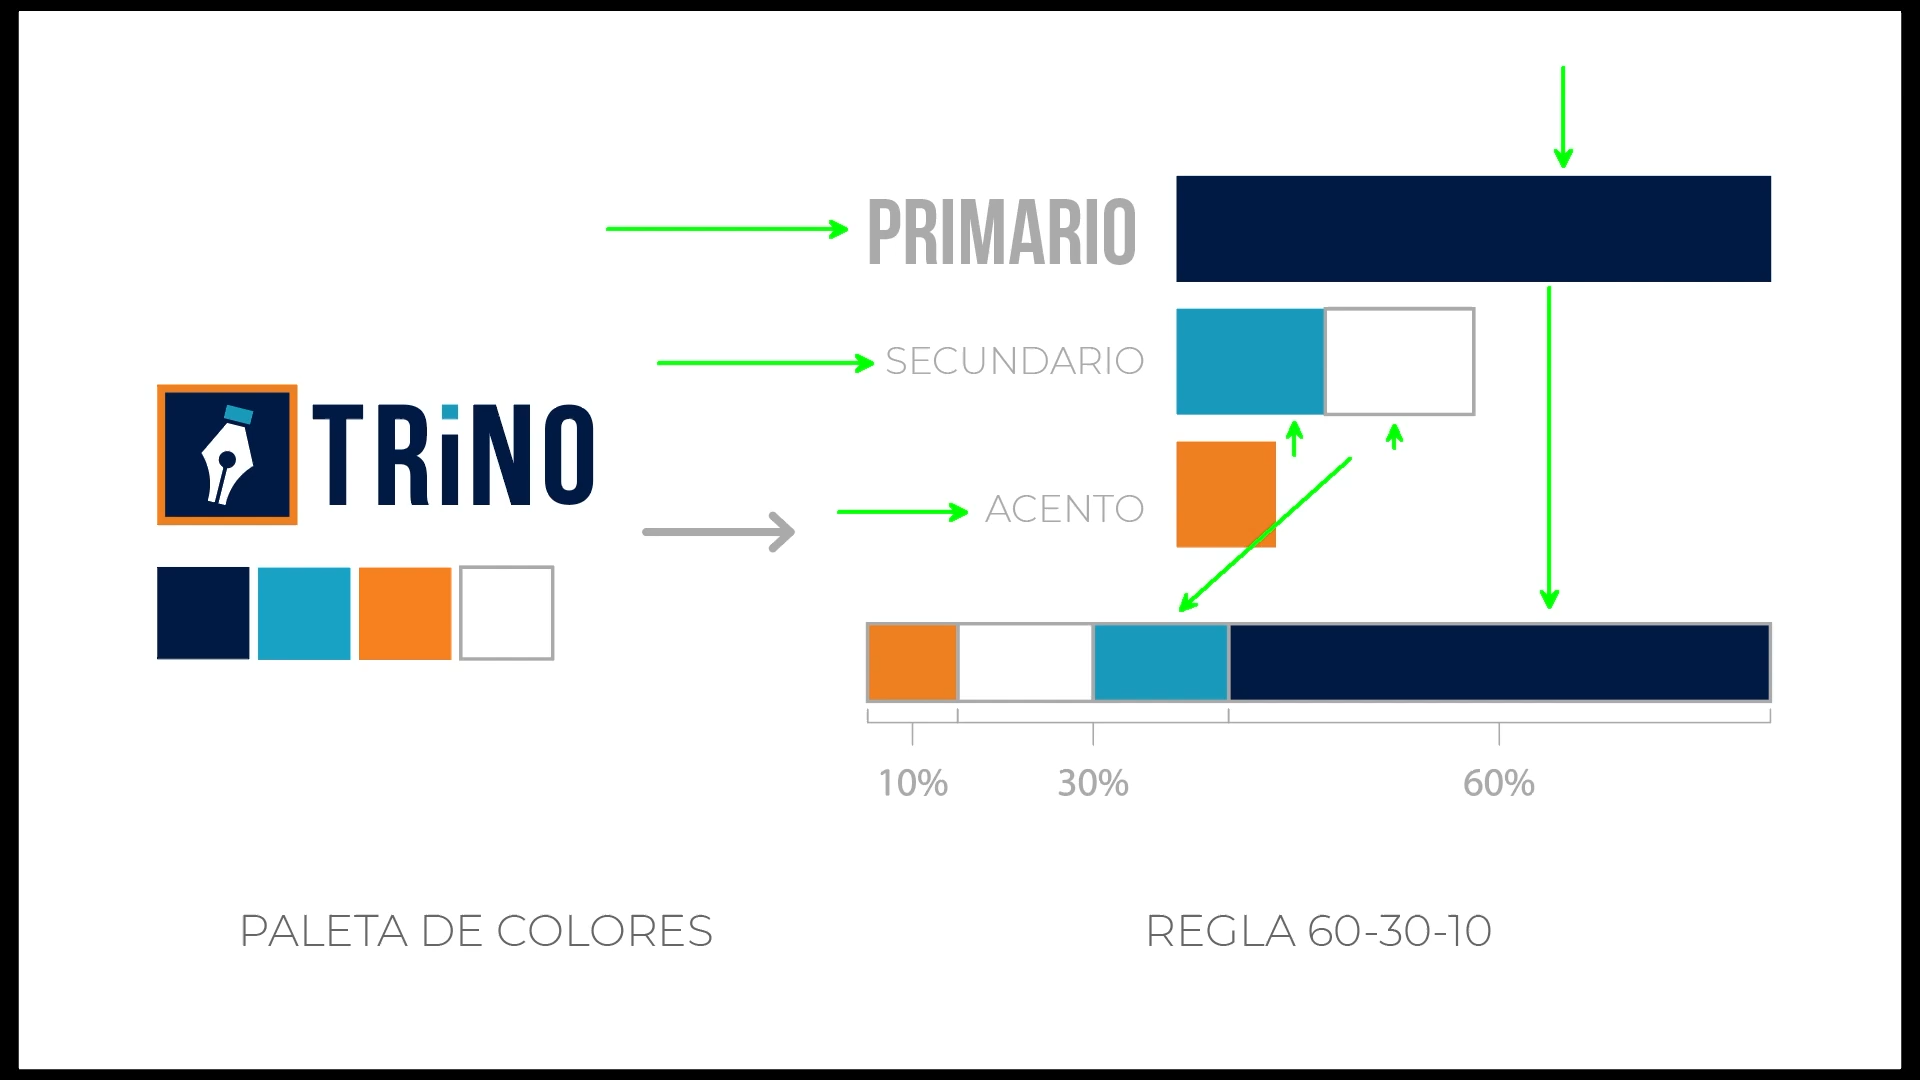 TRiNO
PALETA DE COLORES
PRIMARIO
SECUNDARIO
ACENTO
10% 30% 60%
REGLA 60-30-10